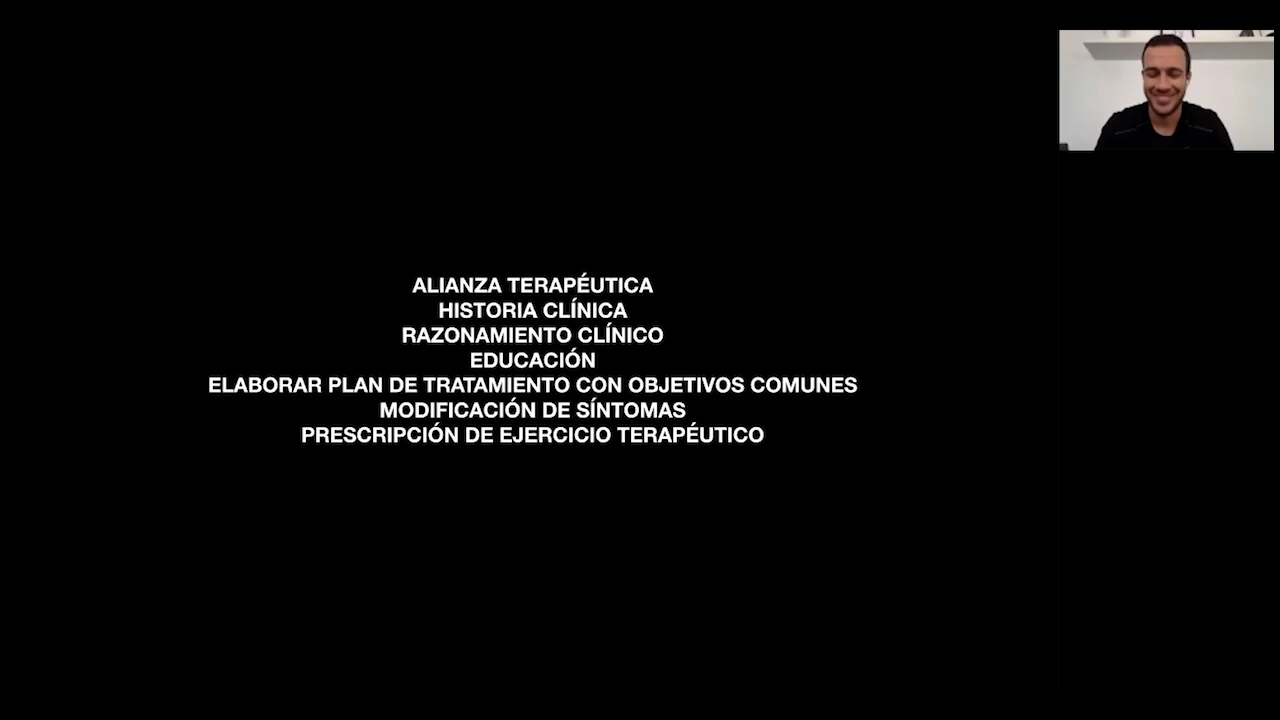 ALIANZA TERAPÉUTICA
HISTORIA CLÍNICA
RAZONAMIENTO CLÍNICO
EDUCACIÓN
ELABORAR PLAN DE TRATAMIENTO CON OBJETIVOS COMUNES
MODIFICACIÓN DE SÍNTOMAS
PRESCRIPCIÓN DE EJERCICIO TERAPÉUTICO